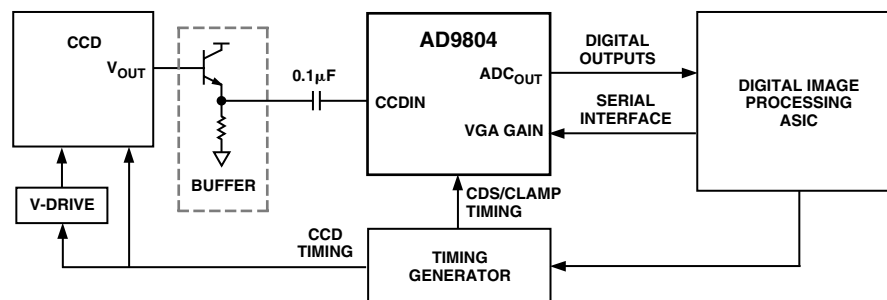 CCD
V_OUT
BUFFER
0.1µF
AD9804
CCDIN
ADC_OUT
VGA GAIN
DIGITAL
OUTPUTS
SERIAL
INTERFACE
DIGITAL IMAGE
PROCESSING
ASIC
V-DRIVE
CCD
TIMING
CDS/CLAMP
TIMING
TIMING
GENERATOR